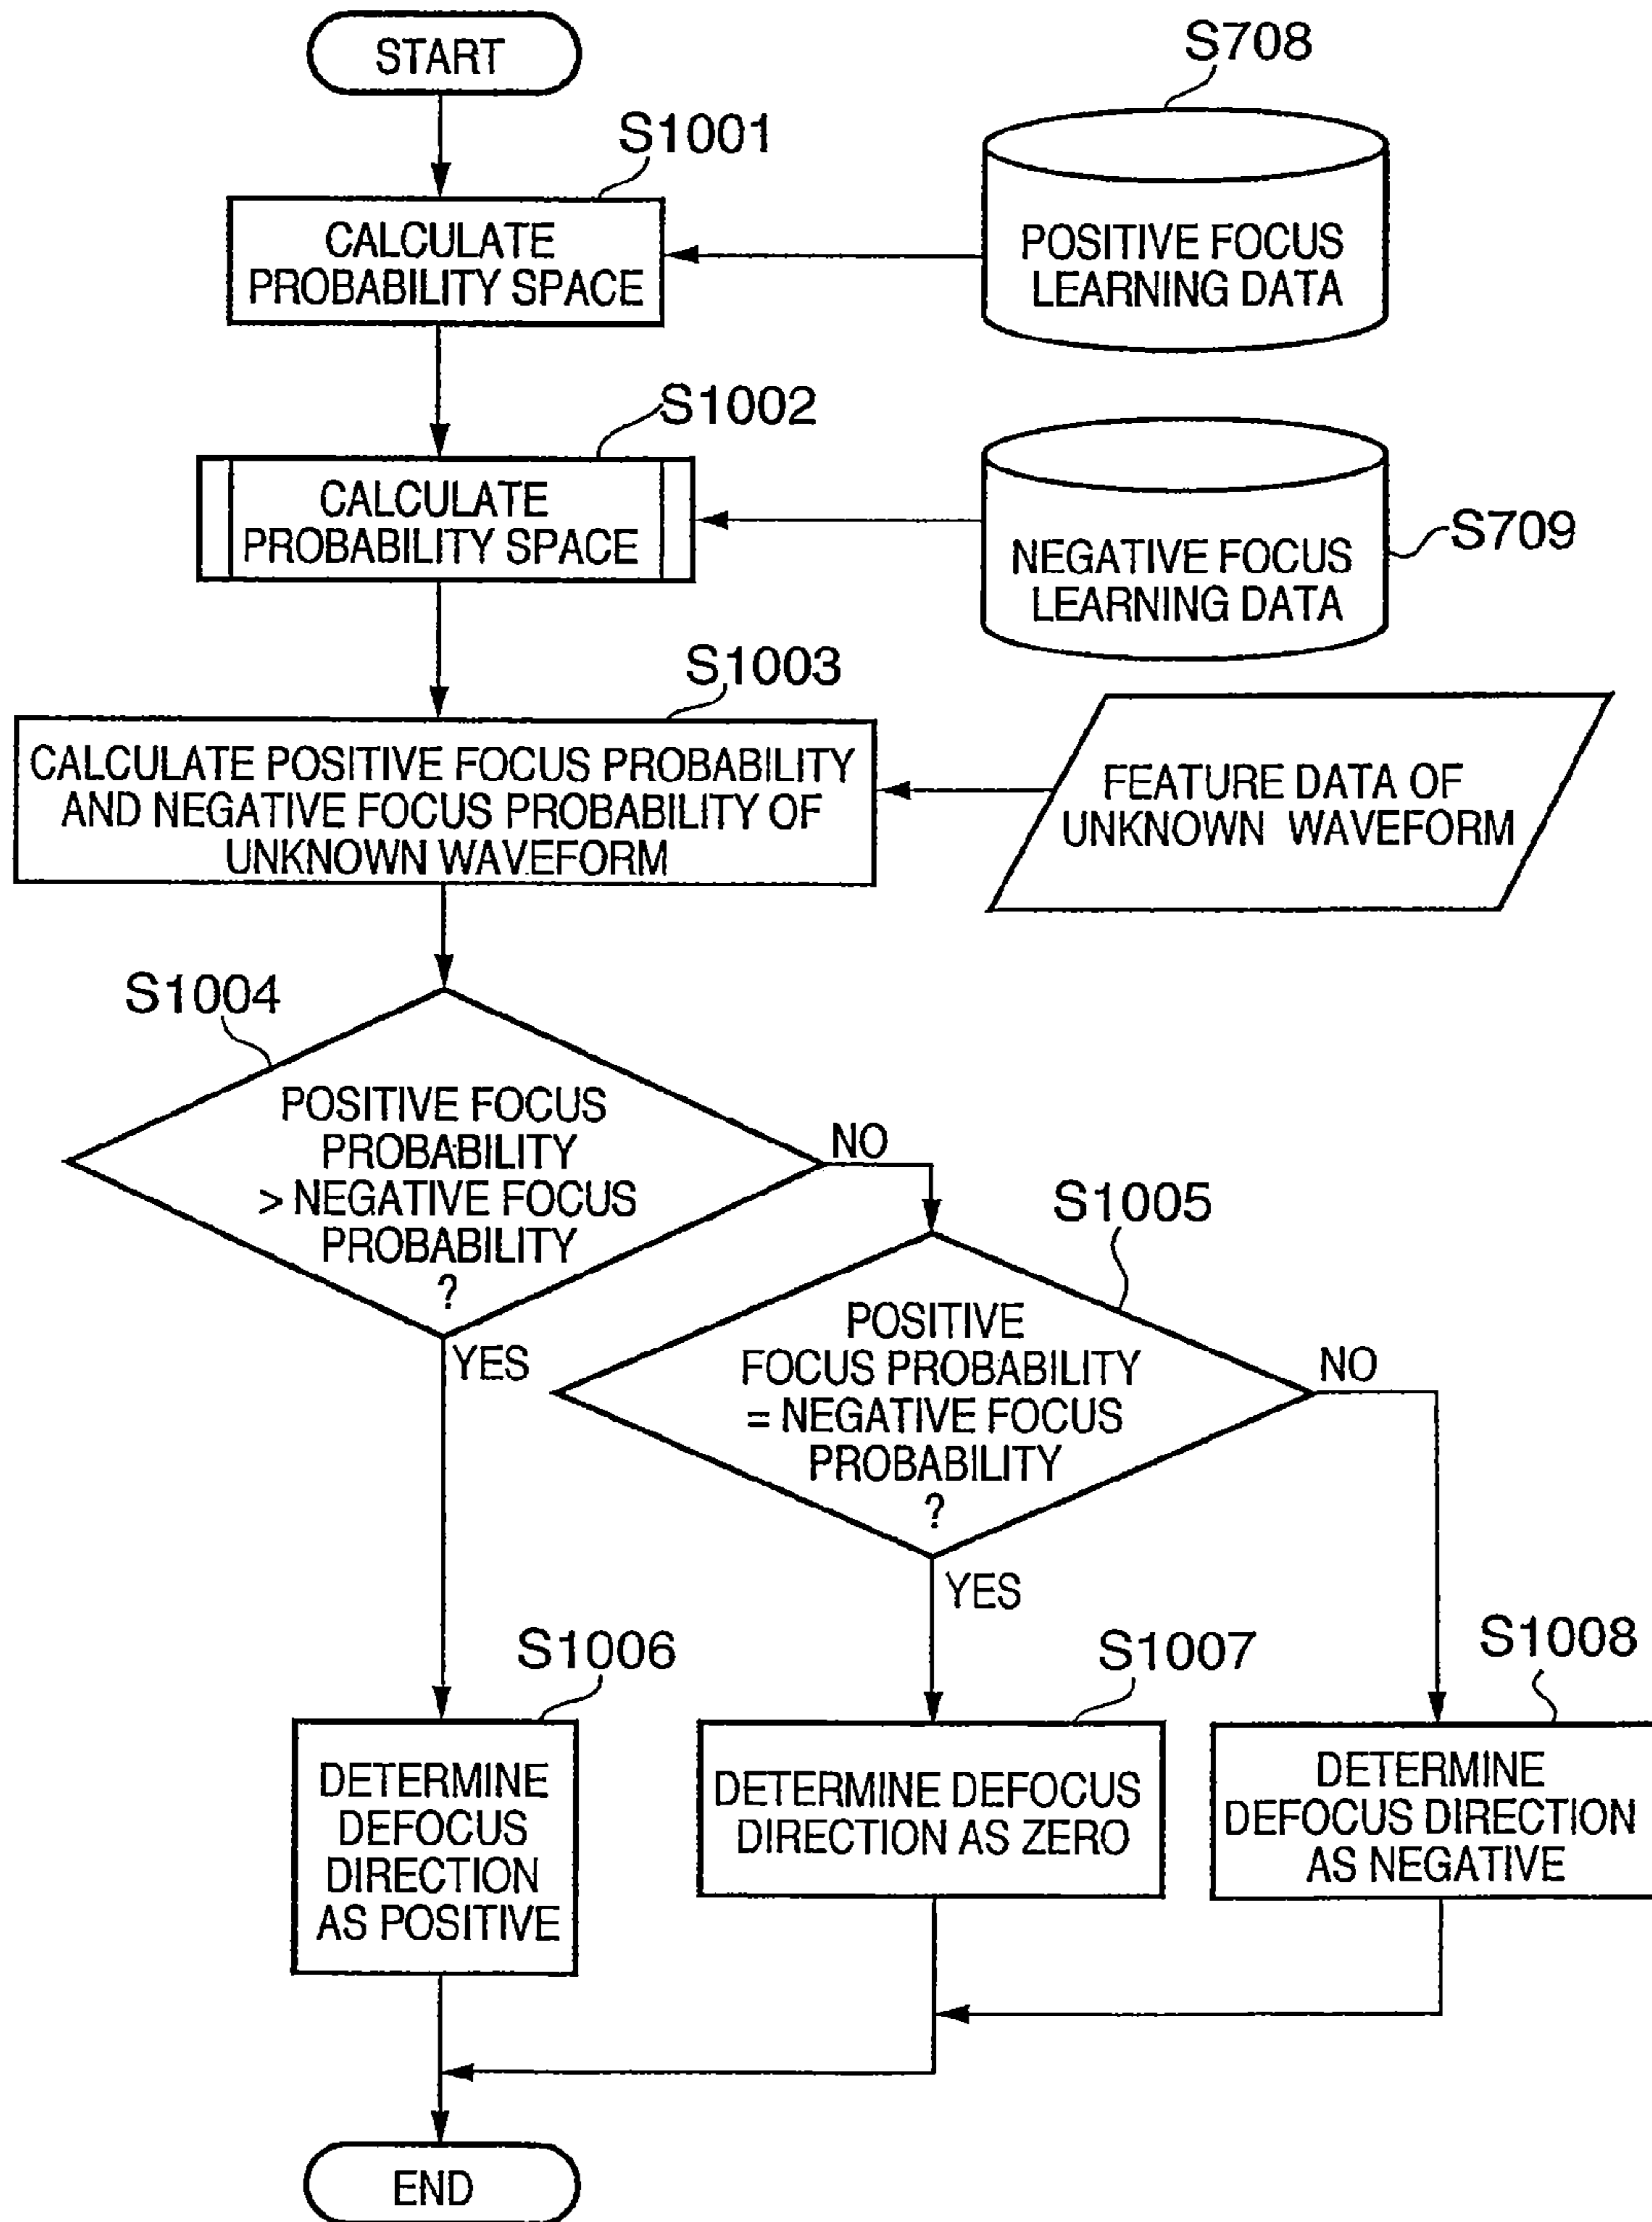 START
S708
S1001
CALCULATE
PROBABILITY SPACE
POSITIVE FOCUS
LEARNING DATA
S1002
CALCULATE
PROBABILITY SPACE
S709
NEGATIVE FOCUS
LEARNING DATA
S1003
CALCULATE POSITIVE FOCUS PROBABILITY
AND NEGATIVE FOCUS PROBABILITY OF
UNKNOWN WAVEFORM
FEATURE DATA OF
UNKNOWN WAVEFORM
S1004
POSITIVE FOCUS
PROBABILITY
> NEGATIVE FOCUS
PROBABILITY
?
NO
YES
S1005
POSITIVE
FOCUS PROBABILITY
= NEGATIVE FOCUS
PROBABILITY
?
NO
YES
S1006
DETERMINE
DEFOCUS
DIRECTION
AS POSITIVE
S1007
DETERMINE DEFOCUS
DIRECTION AS ZERO
S1008
DETERMINE
DEFOCUS DIRECTION
AS NEGATIVE
END